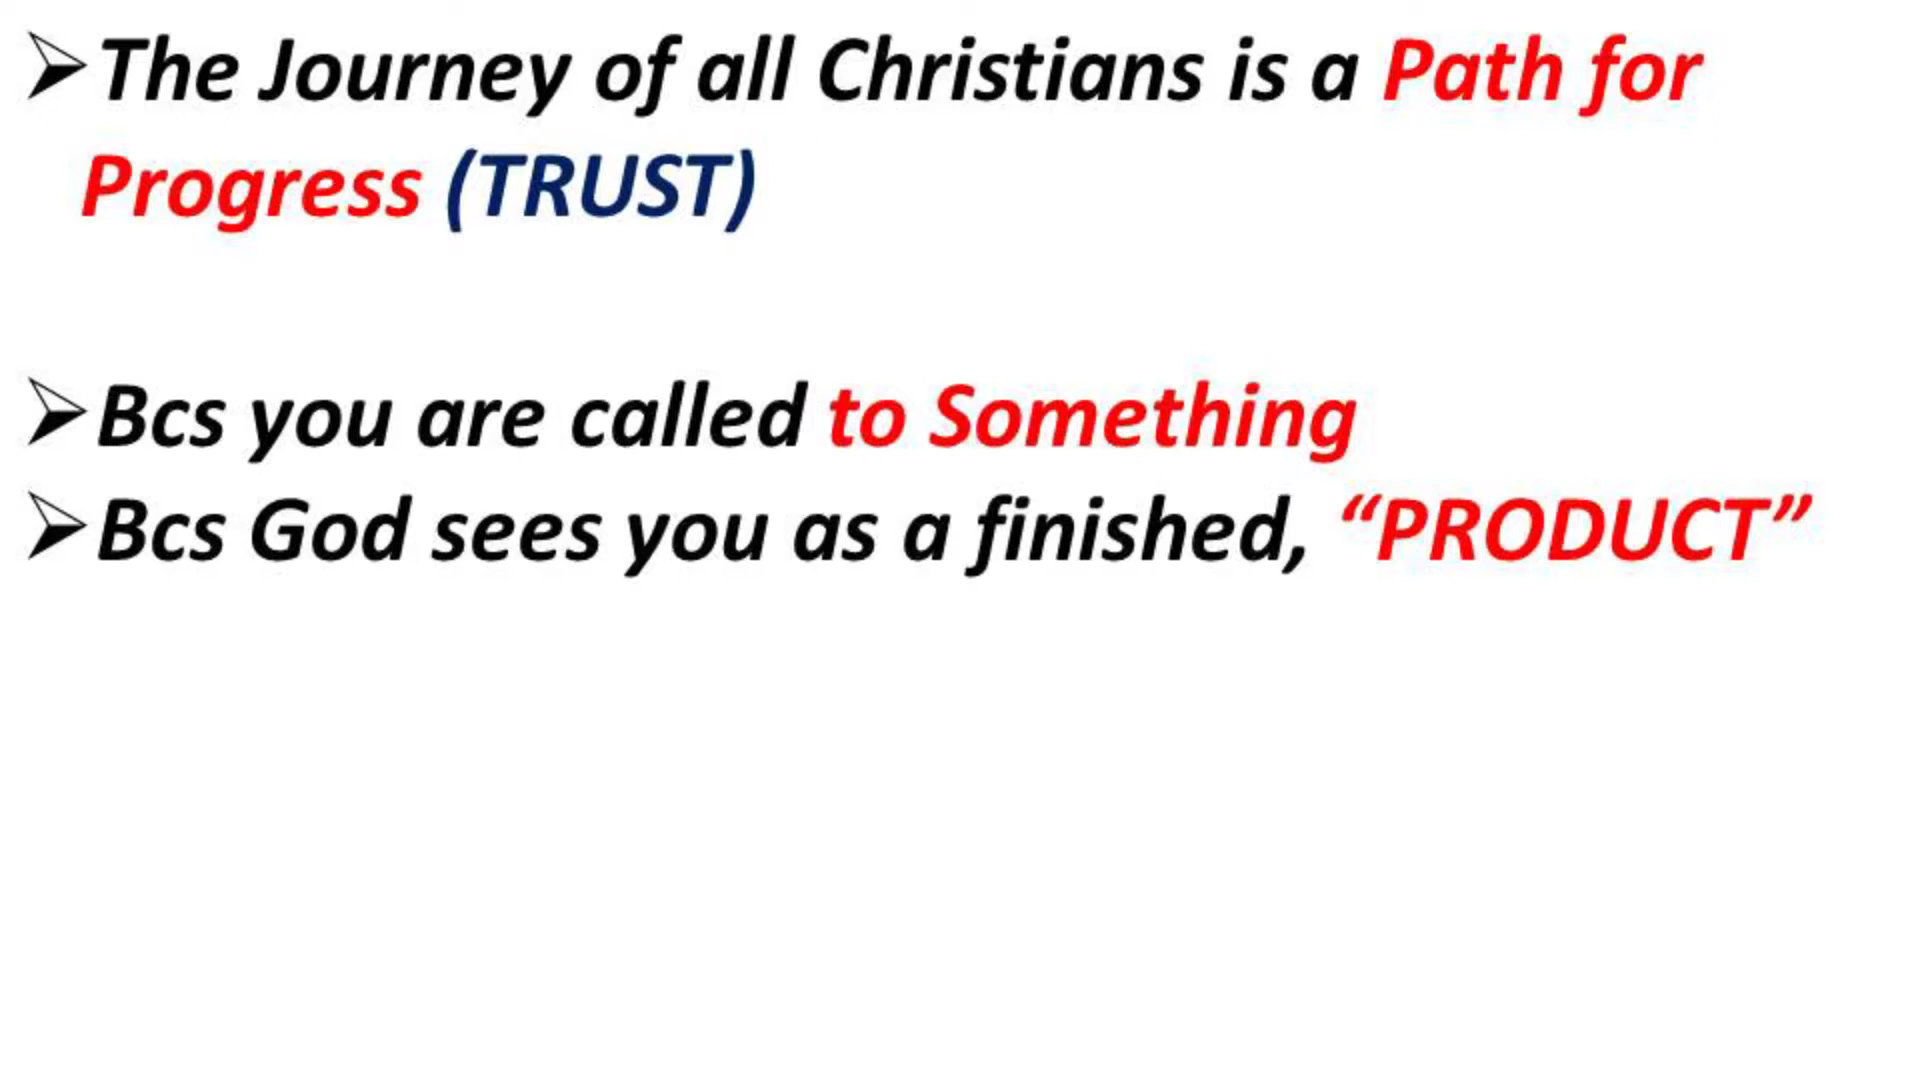 ➢The Journey of all Christians is a Path for
Progress (TRUST)
➢Bcs you are called to Something
➢Bcs God sees you as a finished, “PRODUCT”